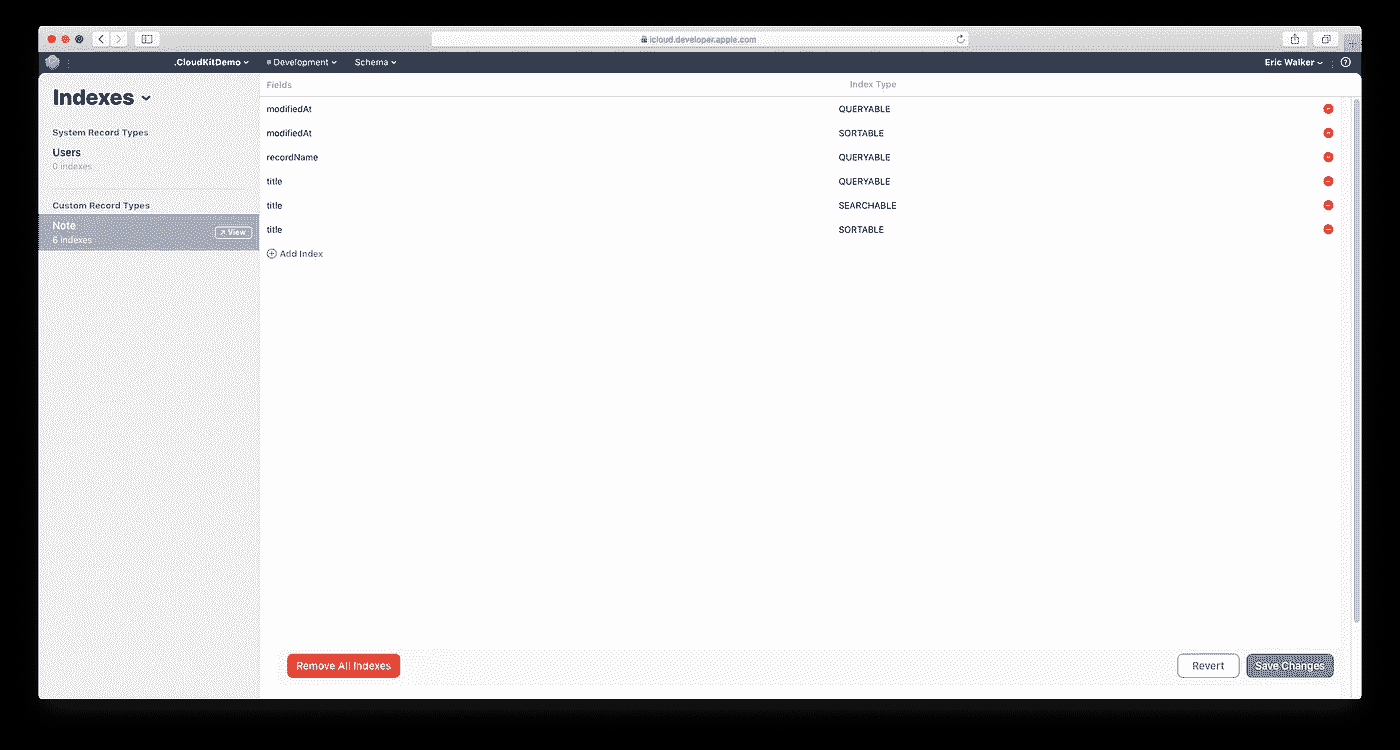 icloud.developer.apple.com
.CloudKitDemo Development Schema Eric Walker
Indexes
System Record Types
Users
0 indexes
Custom Record Types
Note
6 indexes
View
Fields Index Type
modifiedAt QUERYABLE
modifiedAt SORTABLE
recordName QUERYABLE
title QUERYABLE
title SEARCHABLE
title SORTABLE
Add Index
Remove All Indexes Revert Save Changes